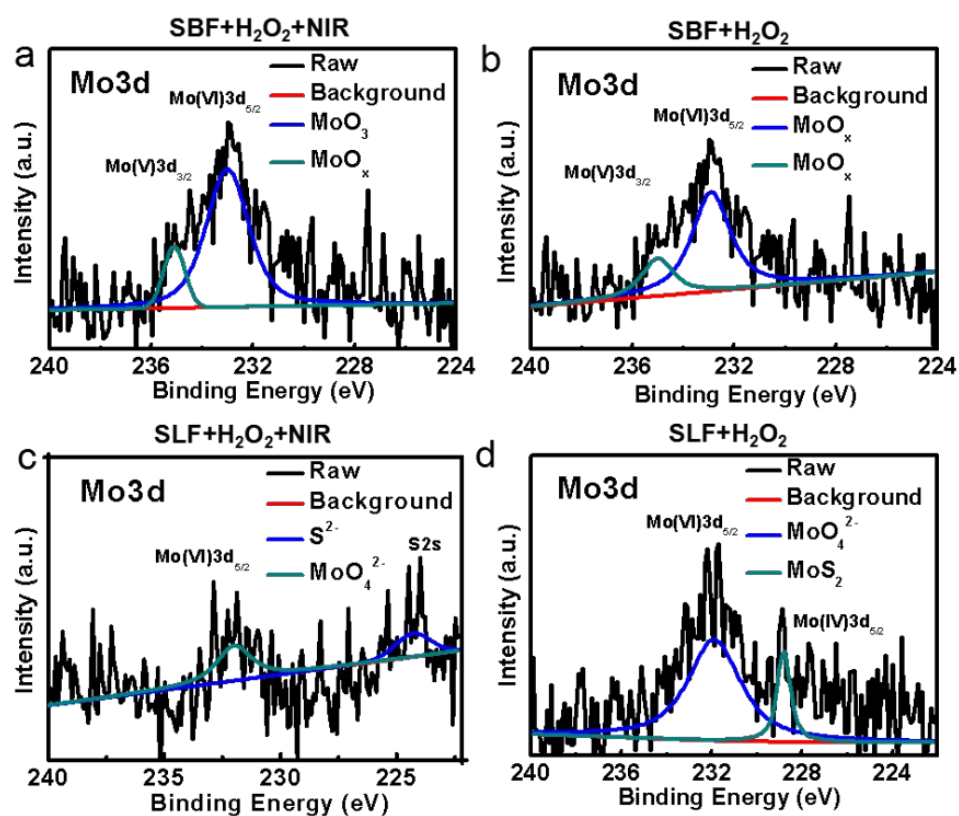 SBF+H₂O₂+NIR
a
Mo3d
Raw
Background
MoO₃
MoOₓ
Mo(VI)3d₅/₂
Mo(V)3d₃/₂
Intensity (a.u.)
240 236 232 228 224
Binding Energy (eV)
SBF+H₂O₂
b
Mo3d
Raw
Background
MoOₓ
MoOₓ
Mo(VI)3d₅/₂
Mo(V)3d₃/₂
Intensity (a.u.)
240 236 232 228 224
Binding Energy (eV)
SLF+H₂O₂+NIR
c
Mo3d
Raw
Background
S²⁻
MoO₄²⁻
Mo(VI)3d₅/₂
S2s
Intensity (a.u.)
240 235 230 225
Binding Energy (eV)
SLF+H₂O₂
d
Mo3d
Raw
Background
MoO₄²⁻
MoS₂
Mo(VI)3d₅/₂
Mo(IV)3d₅/₂
Intensity (a.u.)
240 236 232 228 224
Binding Energy (eV)